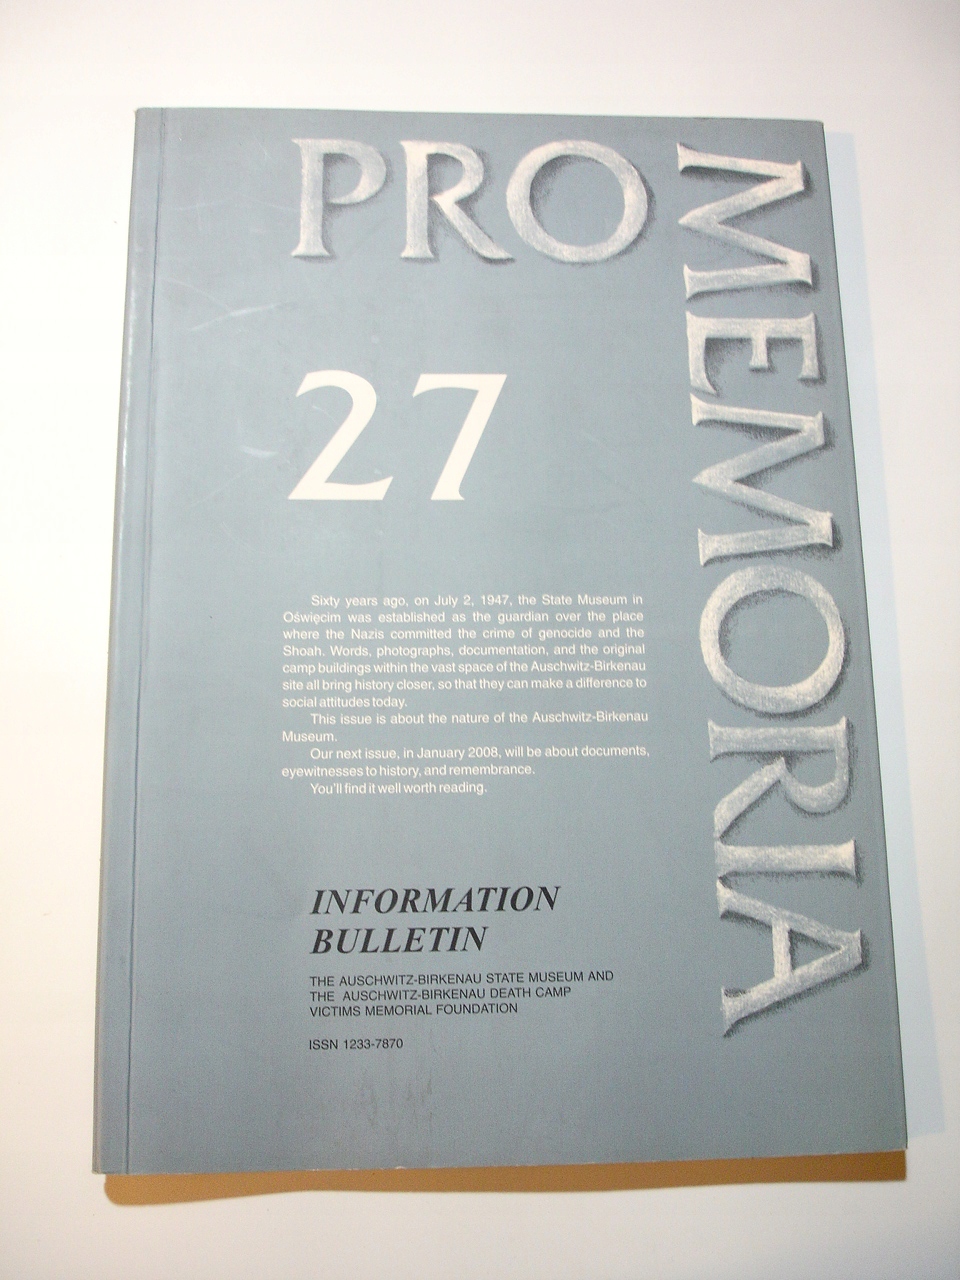 PRO
MEMORIA
27
Sixty years ago, on July 2, 1947, the State Museum in
Oświęcim was established as the guardian over the place
where the Nazis committed the crime of genocide and the
Shoah. Words, photographs, documentation, and the original
camp buildings within the vast space of the Auschwitz-Birkenau
site all bring history closer, so that they can make a difference to
social attitudes today.
This issue is about the nature of the Auschwitz-Birkenau
Museum.
Our next issue, in January 2008, will be about documents,
eyewitnesses to history, and remembrance.
You'll find it well worth reading.
INFORMATION
BULLETIN
THE AUSCHWITZ-BIRKENAU STATE MUSEUM AND
THE AUSCHWITZ-BIRKENAU DEATH CAMP
VICTIMS MEMORIAL FOUNDATION
ISSN 1233-7870